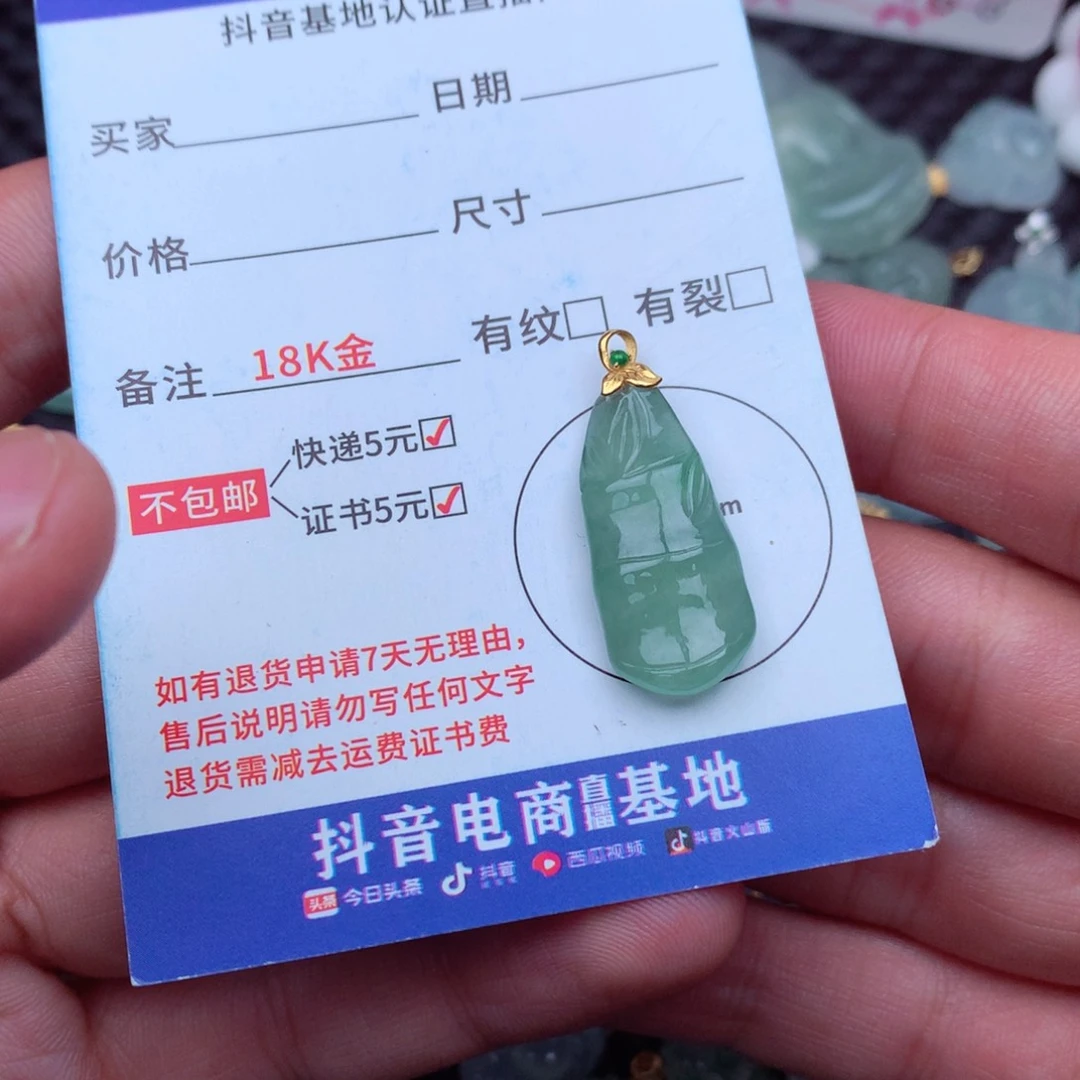 抖音基地认证直播
买家 日期
价格 尺寸
备注 18K金 有纹 有裂
不包邮 快递5元 证书5元
m
如有退货申请7天无理由，
售后说明请勿写任何文字
退货需减去运费证书费
抖音电商直播基地
头条 今日头条 抖音 西瓜视频 抖音火山版